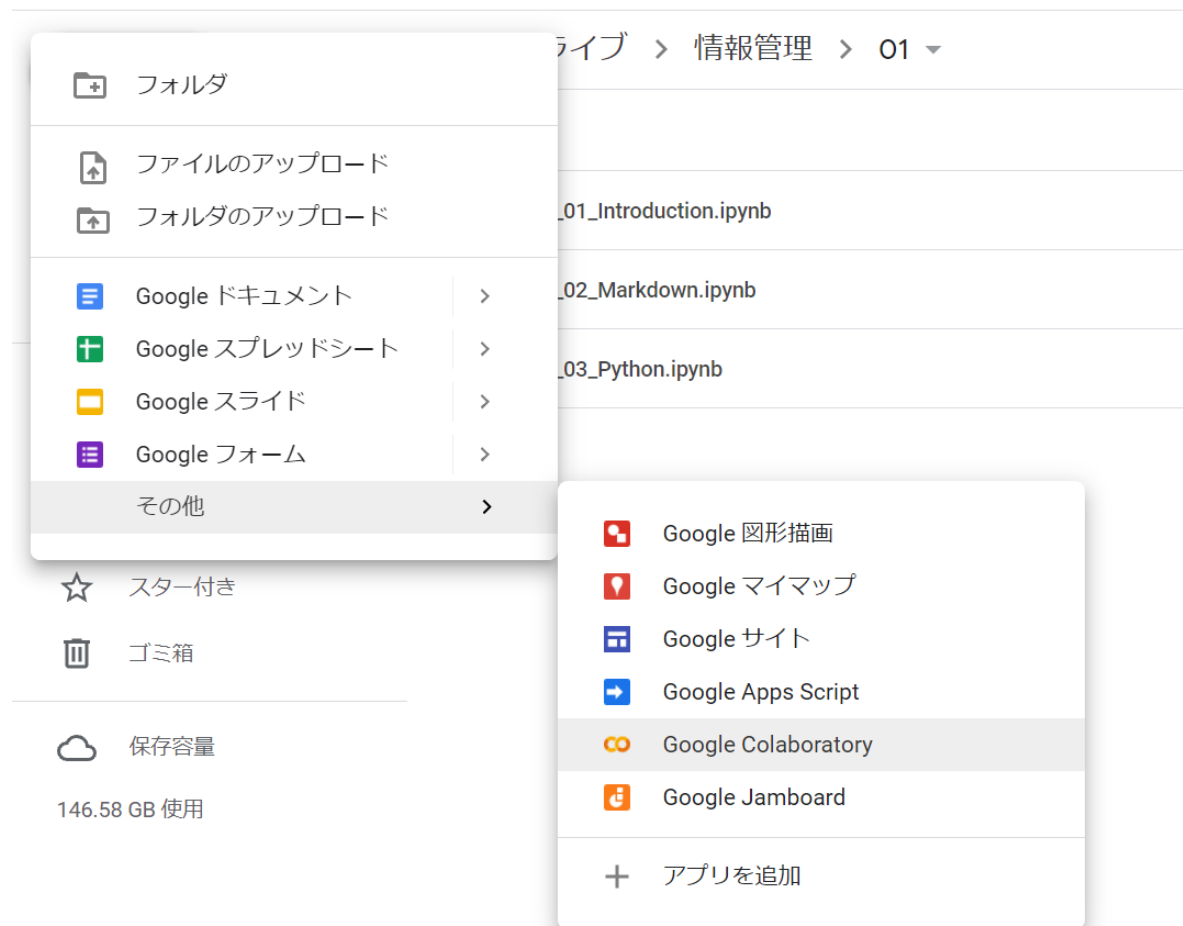 ライブ > 情報管理 > 01
フォルダ
ファイルのアップロード
フォルダのアップロード
_01_Introduction.ipynb
_02_Markdown.ipynb
_03_Python.ipynb
Google ドキュメント
Google スプレッドシート
Google スライド
Google フォーム
その他
Google 図形描画
Google マイマップ
Google サイト
Google Apps Script
Google Colaboratory
Google Jamboard
アプリを追加
スター付き
ゴミ箱
保存容量
146.58 GB 使用